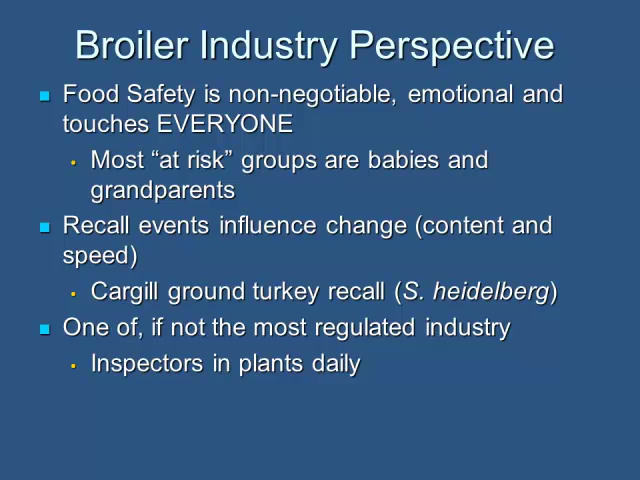 Broiler Industry Perspective
Food Safety is non-negotiable, emotional and
touches EVERYONE
Most “at risk” groups are babies and
grandparents
Recall events influence change (content and
speed)
Cargill ground turkey recall (S. heidelberg)
One of, if not the most regulated industry
Inspectors in plants daily